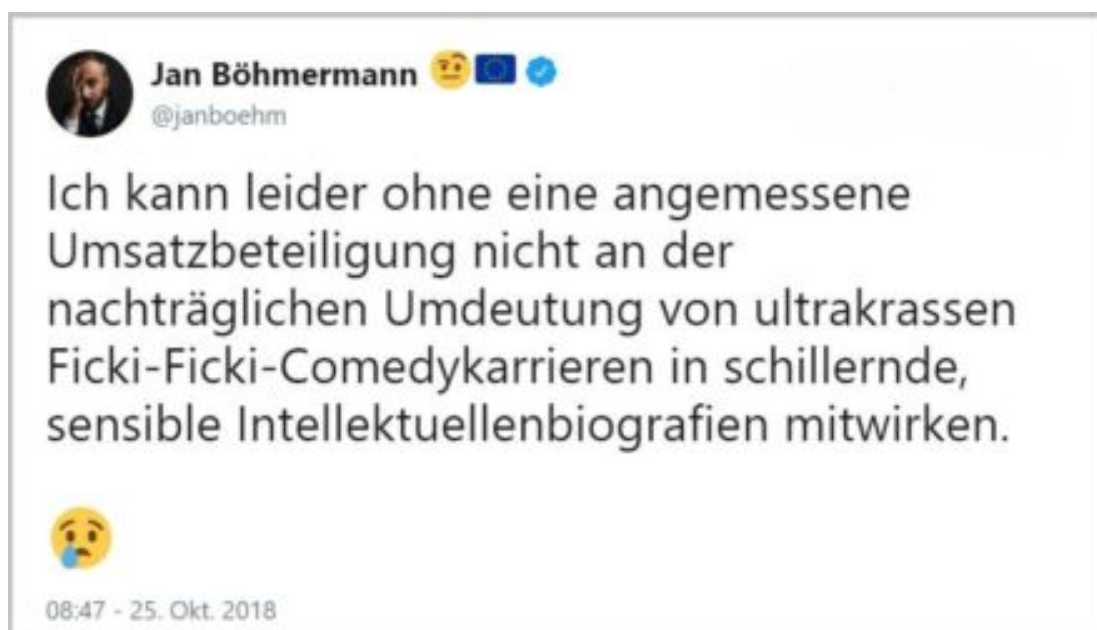 Jan Böhmermann 🤨🇪🇺
@janboehm
Ich kann leider ohne eine angemessene
Umsatzbeteiligung nicht an der
nachträglichen Umdeutung von ultrakrassen
Ficki-Ficki-Comedykarrieren in schillernde,
sensible Intellektuellenbiografien mitwirken.
😢
08:47 - 25. Okt. 2018